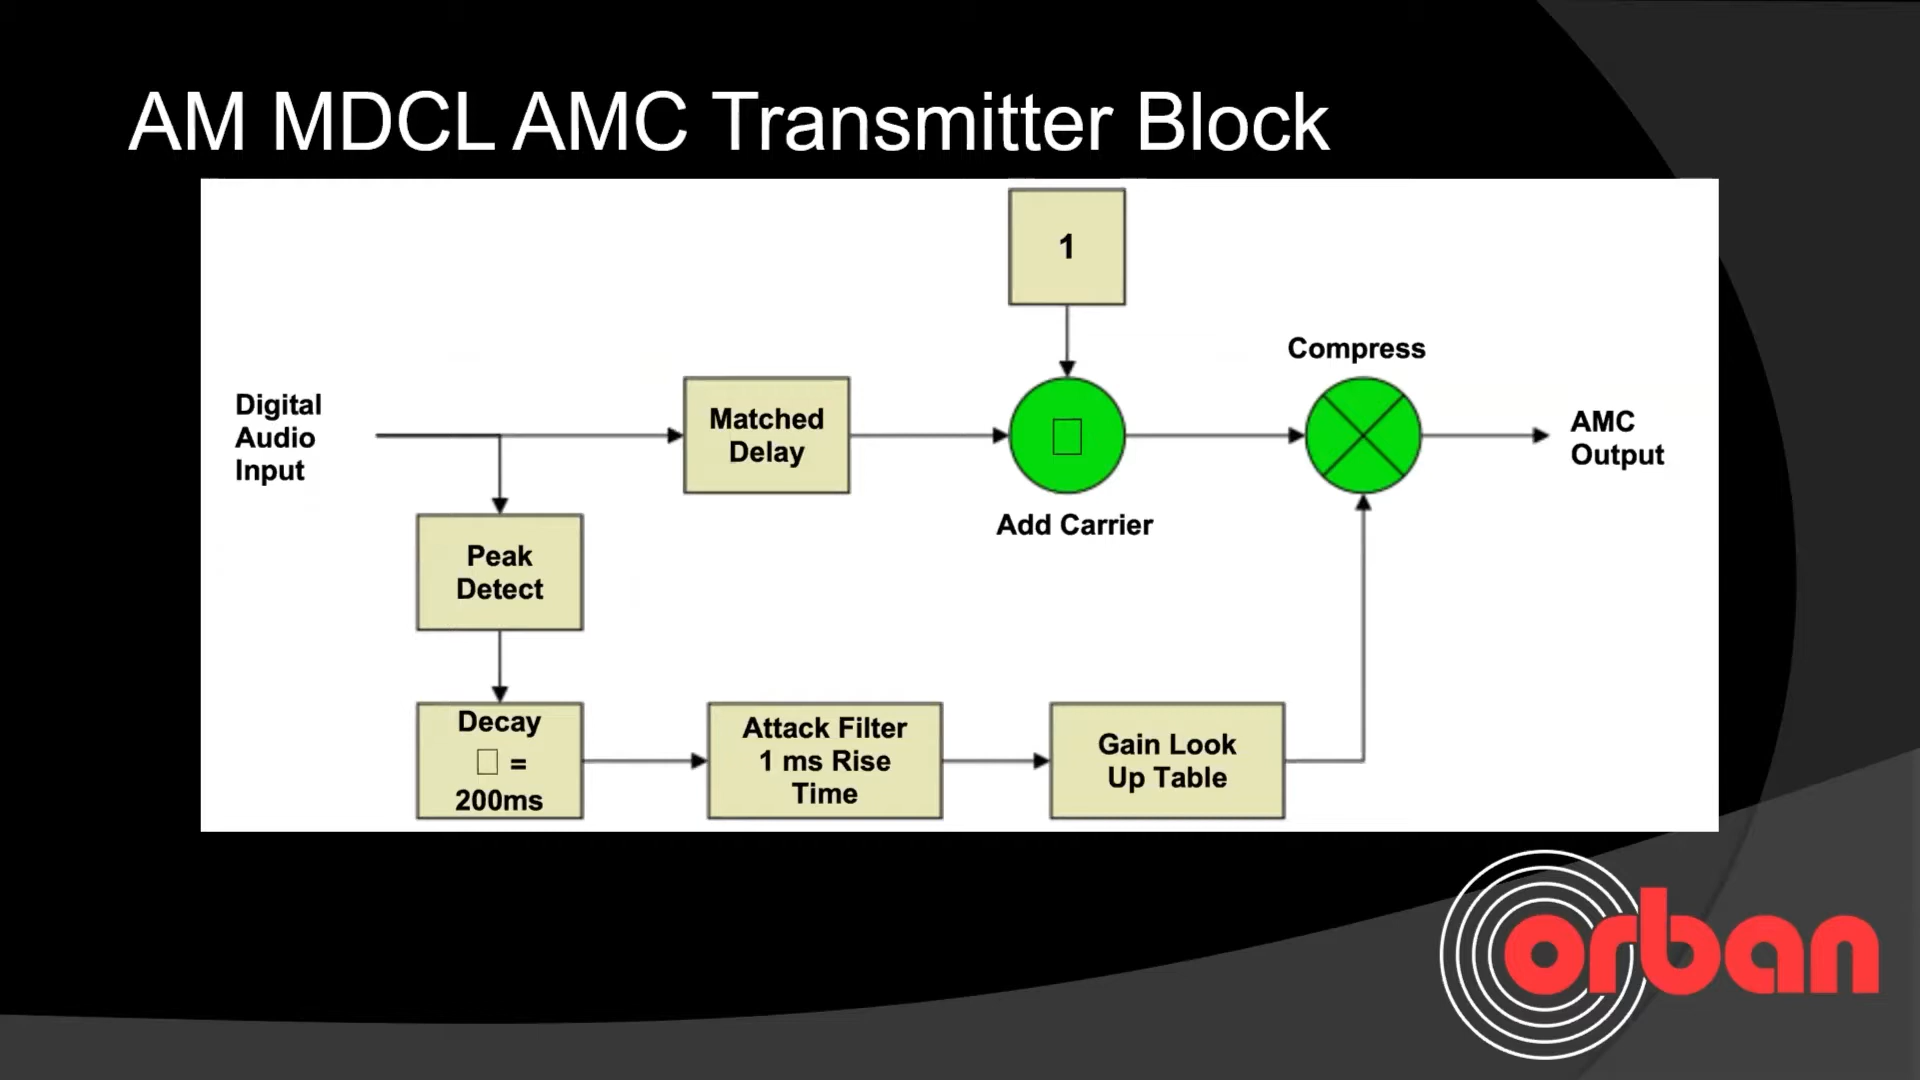 AM MDCL AMC Transmitter Block
1
Compress
Digital
Audio
Input
Matched
Delay
□
AMC
Output
Add Carrier
Peak
Detect
Decay
□ =
200ms
Attack Filter
1 ms Rise
Time
Gain Look
Up Table
orban